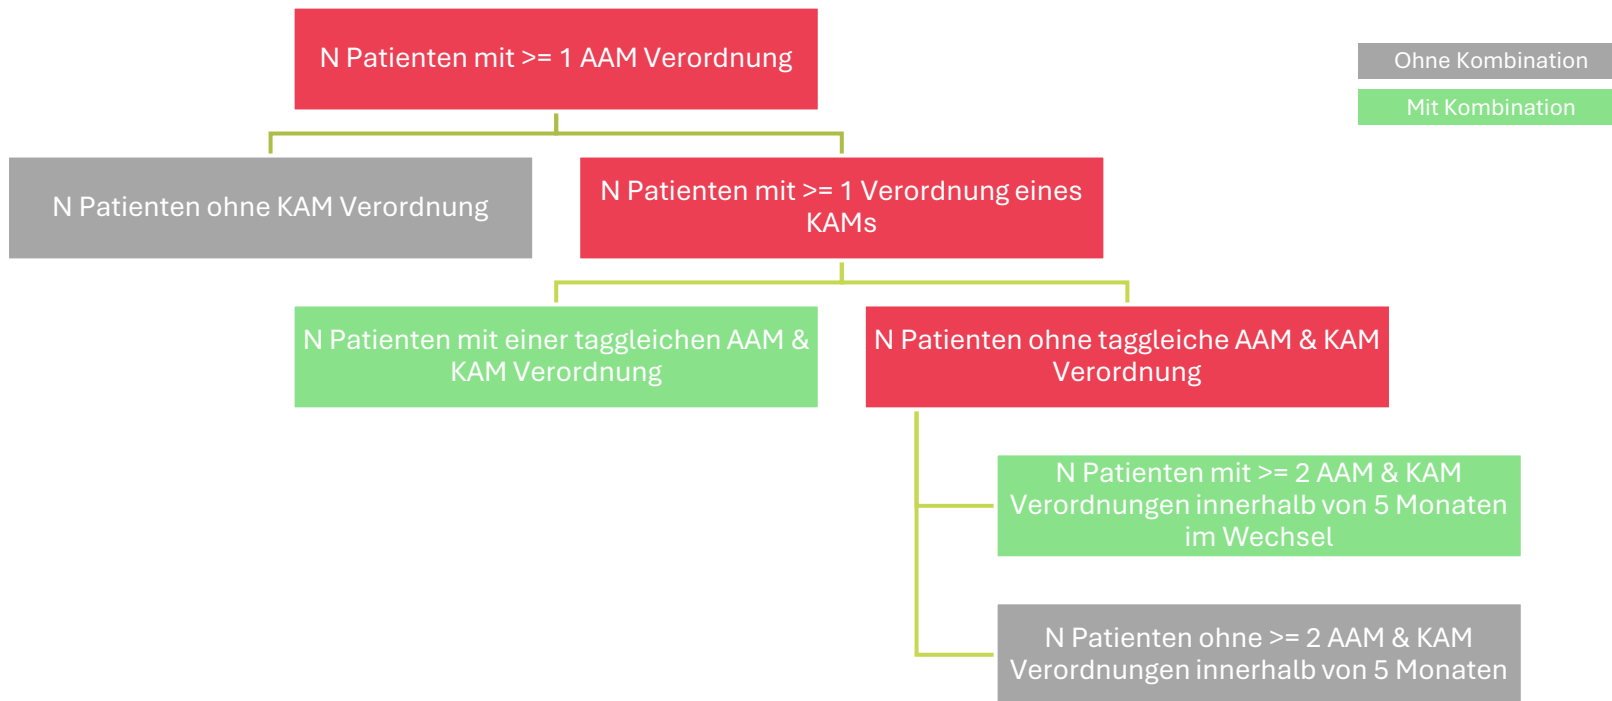 N Patienten mit >= 1 AAM Verordnung
Ohne Kombination
Mit Kombination
N Patienten ohne KAM Verordnung
N Patienten mit >= 1 Verordnung eines
KAMs
N Patienten mit einer taggleichen AAM &
KAM Verordnung
N Patienten ohne taggleiche AAM & KAM
Verordnung
N Patienten mit >= 2 AAM & KAM
Verordnungen innerhalb von 5 Monaten
im Wechsel
N Patienten ohne >= 2 AAM & KAM
Verordnungen innerhalb von 5 Monaten